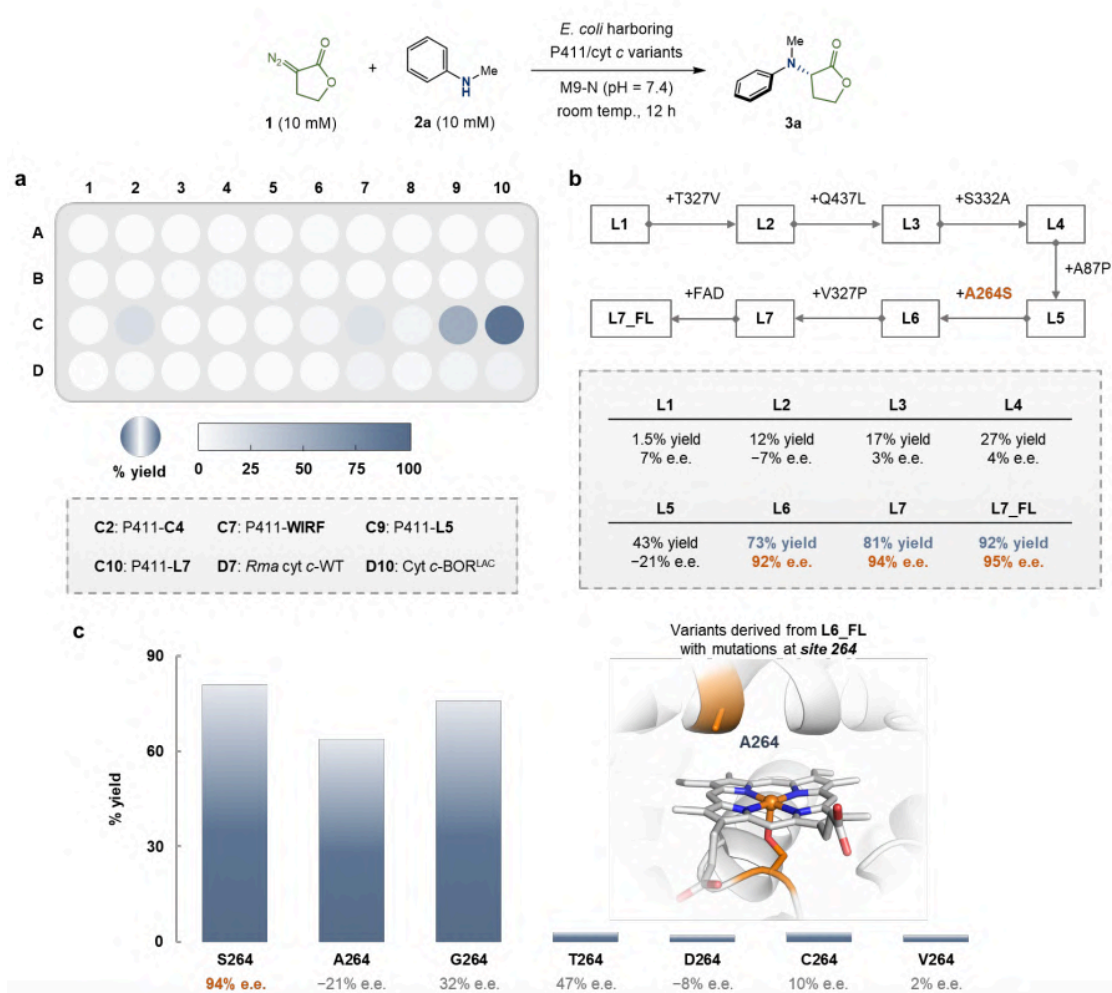 E. coli harboring
P411/cyt c variants
M9-N (pH = 7.4)
room temp., 12 h
N2
O
O
+
N
H
Me
Me
N
O
O
1 (10 mM)
2a (10 mM)
3a
a
1 2 3 4 5 6 7 8 9 10
A
B
C
D
% yield
0 25 50 75 100
C2: P411-C4 C7: P411-WIRF C9: P411-L5
C10: P411-L7 D7: Rma cyt c-WT D10: Cyt c-BORLAC
b
L1 +T327V L2 +Q437L L3 +S332A L4
+A87P
L7_FL +FAD L7 +V327P L6 +A264S L5
L1 L2 L3 L4
1.5% yield 12% yield 17% yield 27% yield
7% e.e. −7% e.e. 3% e.e. 4% e.e.
L5 L6 L7 L7_FL
43% yield 73% yield 81% yield 92% yield
−21% e.e. 92% e.e. 94% e.e. 95% e.e.
c
% yield
90
60
30
0
Variants derived from L6_FL
with mutations at site 264
A264
S264 A264 G264 T264 D264 C264 V264
94% e.e. −21% e.e. 32% e.e. 47% e.e. −8% e.e. 10% e.e. 2% e.e.